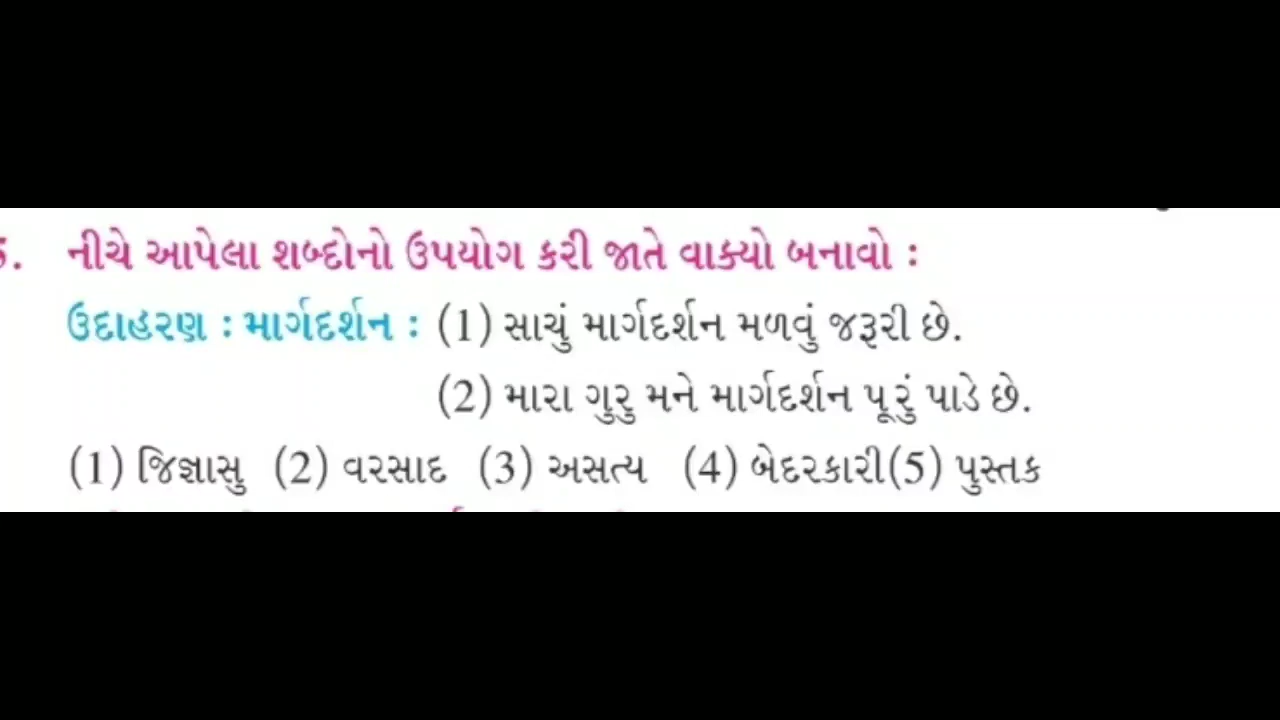 નીચે આપેલા શબ્દોનો ઉપયોગ કરી જાતે વાક્યો બનાવો :
ઉદાહરણ : માર્ગદર્શન : (1) સાચું માર્ગદર્શન મળવું જરૂરી છે.
(2) મારા ગુરુ મને માર્ગદર્શન પૂરું પાડે છે.
(1) જિજ્ઞાસુ (2) વરસાદ (3) અસત્ય (4) બેદરકારી(5) પુસ્તક